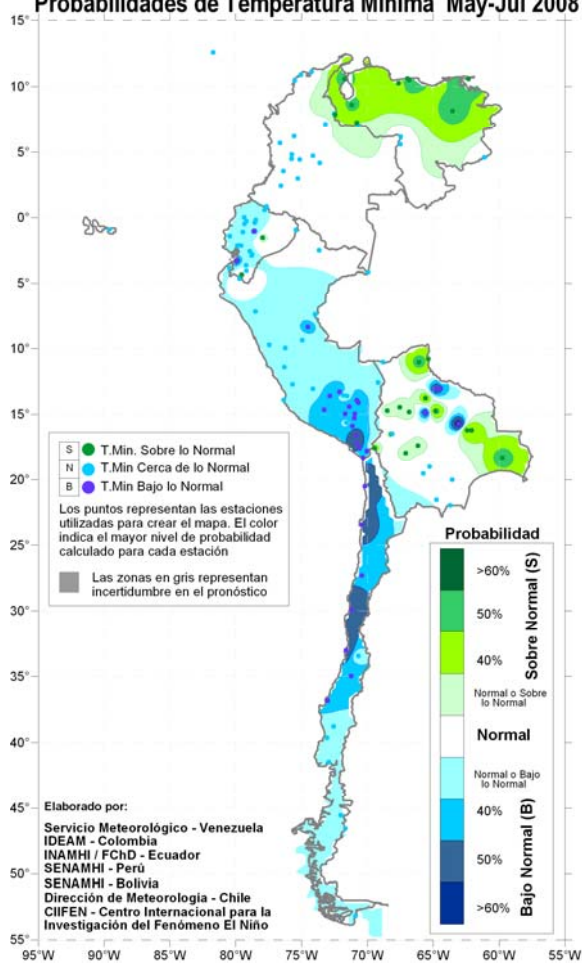 Probabilidades de Temperatura Mínima May-Jul 2008
15°
10°
5°
0°
5°
10°
15°
20°
25°
30°
35°
40°
45°
50°
55°
S T.Min. Sobre lo Normal
N T.Min Cerca de lo Normal
B T.Min Bajo lo Normal
Los puntos representan las estaciones
utilizadas para crear el mapa. El color
indica el mayor nivel de probabilidad
calculado para cada estación
Las zonas en gris representan
incertidumbre en el pronóstico
Probabilidad
>60%
50%
40%
Sobre Normal (S)
Normal o Sobre
lo Normal
Normal
Normal o Bajo
lo Normal
40%
50%
>60%
Bajo Normal (B)
Elaborado por:
Servicio Meteorológico - Venezuela
IDEAM - Colombia
INAMHI / FChD - Ecuador
SENAMHI - Perú
SENAMHI - Bolivia
Dirección de Meteorologia - Chile
CIIFEN - Centro Internacional para la
Investigación del Fenómeno El Niño
95°W 90°W 85°W 80°W 75°W 70°W 65°W 60°W 55°W